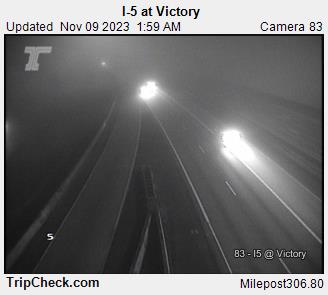 I-5 at Victory
Updated Nov 09 2023 1:59 AM Camera 83
S
83 - I5 @ Victory
TripCheck.com Milepost306.80